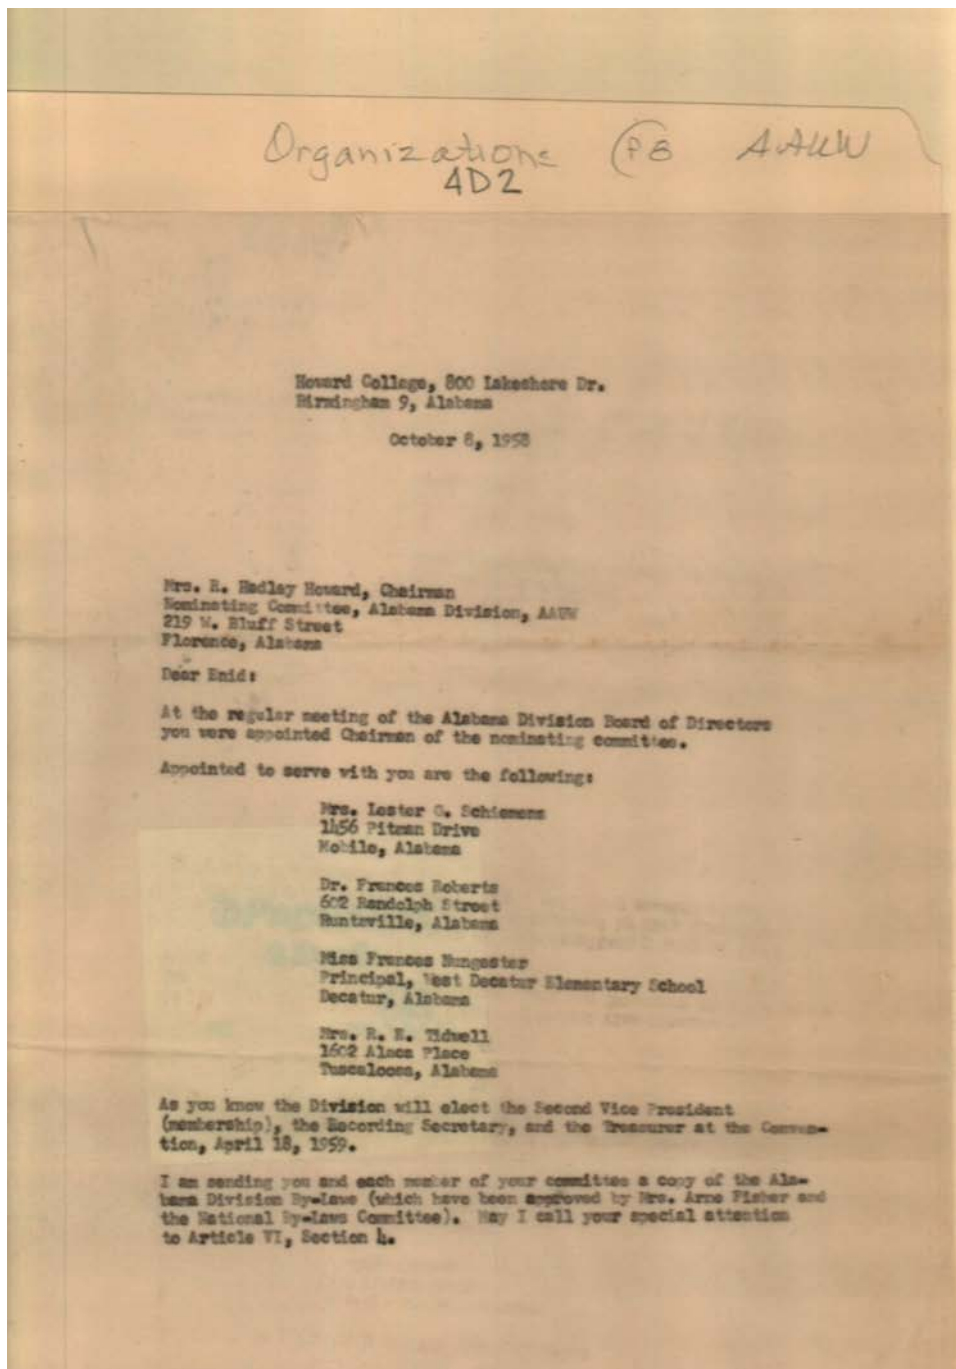 Organizations AAUW
4D2
Howard College, 800 Lakeshore Dr.
Birmingham 9, Alabama
October 8, 1958
Mrs. R. Hadley Howard, Chairman
Nominating Committee, Alabama Division, AAUW
219 W. Bluff Street
Florence, Alabama
Dear Enid:
At the regular meeting of the Alabama Division Board of Directors
you were appointed Chairman of the nominating committee.
Appointed to serve with you are the following:
Mrs. Lester G.
1456 Pitman Drive
Mobile, Alabama
Dr. Frances Roberts
602 Randolph Street
Huntsville, Alabama
Miss Frances Hungester
Principal, West Decatur Elementary School
Decatur, Alabama
Mrs. R. E. Tidwell
1602 Alaca Place
Tuscaloosa, Alabama
As you know the Division will elect the Second Vice President
(membership), the Recording Secretary, and the Treasurer at the Conven-
tion, April 18, 1959.
I am sending you and each member of your committee a copy of the Ala-
bama Division By-Laws (which have been approved by Mrs. Arno Fisher and
the National By-Laws Committee). May I call your special attention
to Article VI, Section 4.